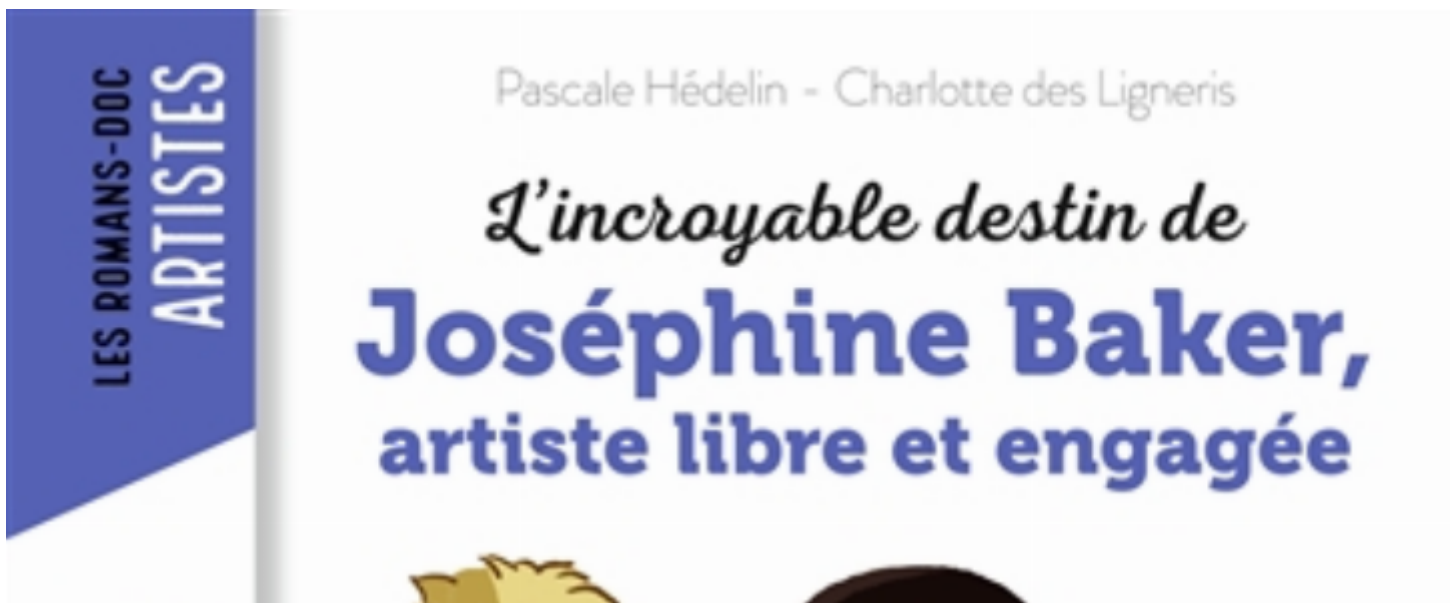 LES ROMANS-DOC
ARTISTES
Pascale Hédelin - Charlotte des Ligneris
L'incroyable destin de
Joséphine Baker,
artiste libre et engagée